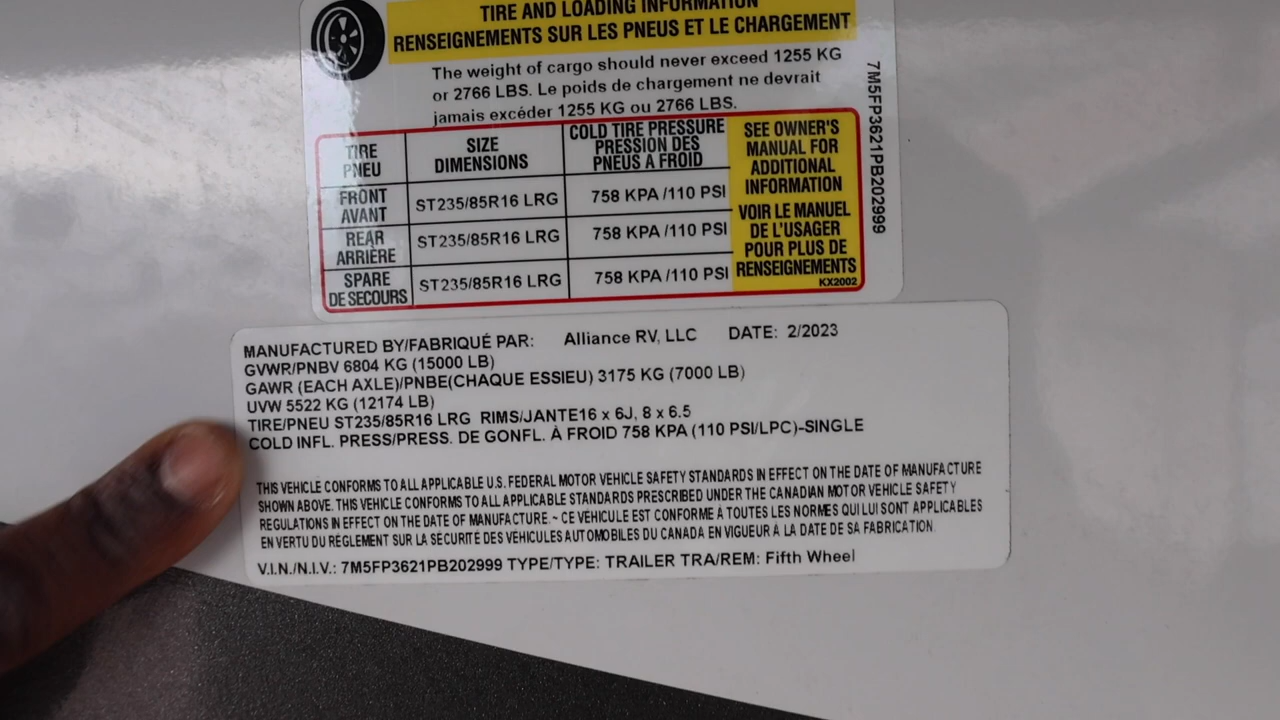 TIRE AND LOADING INFORMATION
RENSEIGNEMENTS SUR LES PNEUS ET LE CHARGEMENT
The weight of cargo should never exceed 1255 KG
or 2766 LBS. Le poids de chargement ne devrait
jamais excéder 1255 KG ou 2766 LBS.
TIRE
PNEU
SIZE
DIMENSIONS
COLD TIRE PRESSURE
PRESSION DES
PNEUS A FROID
FRONT
AVANT
ST235/85R16 LRG
758 KPA /110 PSI
REAR
ARRIÈRE
ST235/85R16 LRG
758 KPA /110 PSI
SPARE
DE SECOURS
ST235/85R16 LRG
758 KPA /110 PSI
SEE OWNER'S
MANUAL FOR
ADDITIONAL
INFORMATION
VOIR LE MANUEL
DE L'USAGER
POUR PLUS DE
RENSEIGNEMENTS
KX2002
7M5FP3621PB202999
MANUFACTURED BY/FABRIQUÉ PAR: Alliance RV, LLC DATE: 2/2023
GVWR/PNBV 6804 KG (15000 LB)
GAWR (EACH AXLE)/PNBE(CHAQUE ESSIEU) 3175 KG (7000 LB)
UVW 5522 KG (12174 LB)
TIRE/PNEU ST235/85R16 LRG RIMS/JANTE16 x 6J, 8 x 6.5
COLD INFL. PRESS/PRESS. DE GONFL. À FROID 758 KPA (110 PSI/LPC)-SINGLE
THIS VEHICLE CONFORMS TO ALL APPLICABLE U.S. FEDERAL MOTOR VEHICLE SAFETY STANDARDS IN EFFECT ON THE DATE OF MANUFACTURE
SHOWN ABOVE. THIS VEHICLE CONFORMS TO ALL APPLICABLE STANDARDS PRESCRIBED UNDER THE CANADIAN MOTOR VEHICLE SAFETY
REGULATIONS IN EFFECT ON THE DATE OF MANUFACTURE. ~ CE VÉHICULE EST CONFORME À TOUTES LES NORMES QUI LUI SONT APPLICABLES
EN VERTU DU RÈGLEMENT SUR LA SÉCURITÉ DES VÉHICULES AUTOMOBILES DU CANADA EN VIGUEUR À LA DATE DE SA FABRICATION.
V.I.N./N.I.V.: 7M5FP3621PB202999 TYPE/TYPE: TRAILER TRA/REM: Fifth Wheel